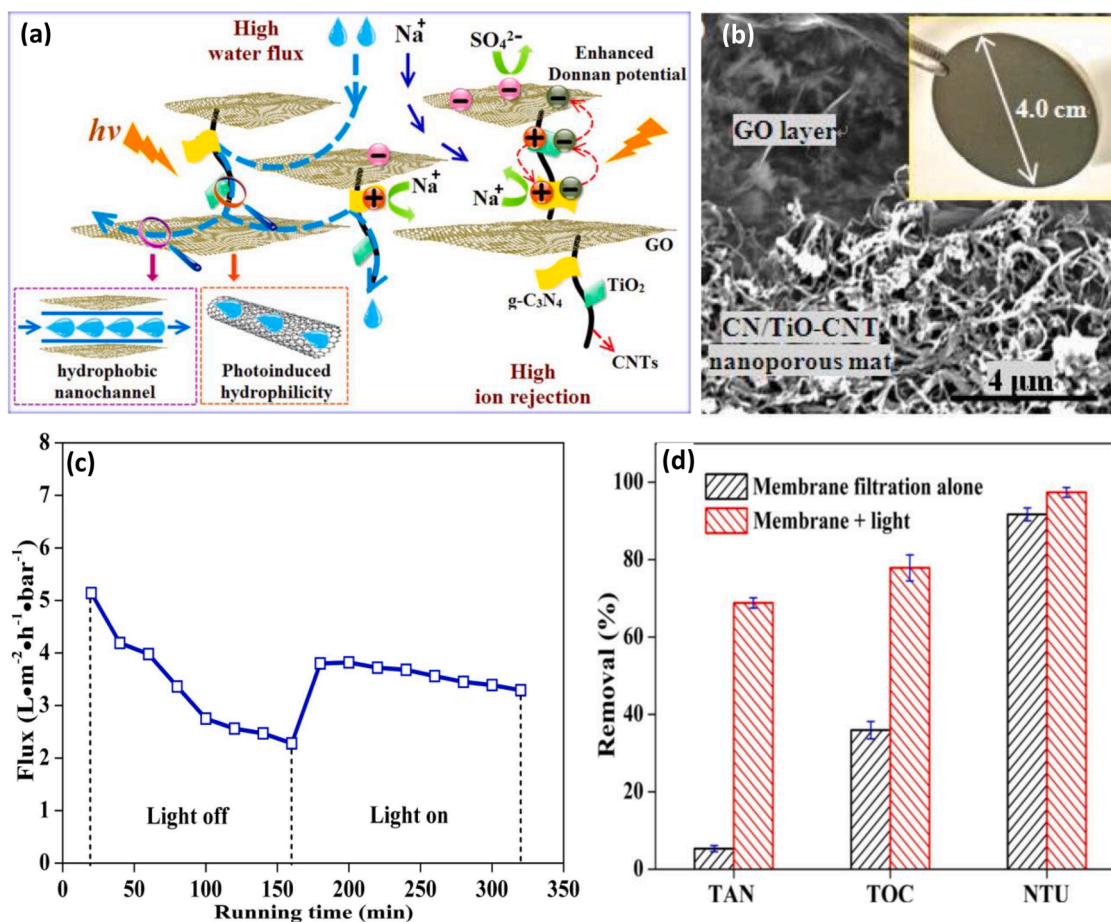 (a)
High
water flux
Na⁺
SO₄²⁻
Enhanced
Donnan potential
hν
Na⁺
Na⁺
GO
TiO₂
g-C₃N₄
CNTs
hydrophobic
nanochannel
Photoinduced
hydrophilicity
High
ion rejection
(b)
4.0 cm
GO layer
CN/TiO-CNT
nanoporous mat
4 μm
(c)
Flux (L•m⁻²•h⁻¹•bar⁻¹)
8
7
6
5
4
3
2
1
0
Light off
Light on
0 50 100 150 200 250 300 350
Running time (min)
(d)
Removal (%)
100
80
60
40
20
0
Membrane filtration alone
Membrane + light
TAN TOC NTU